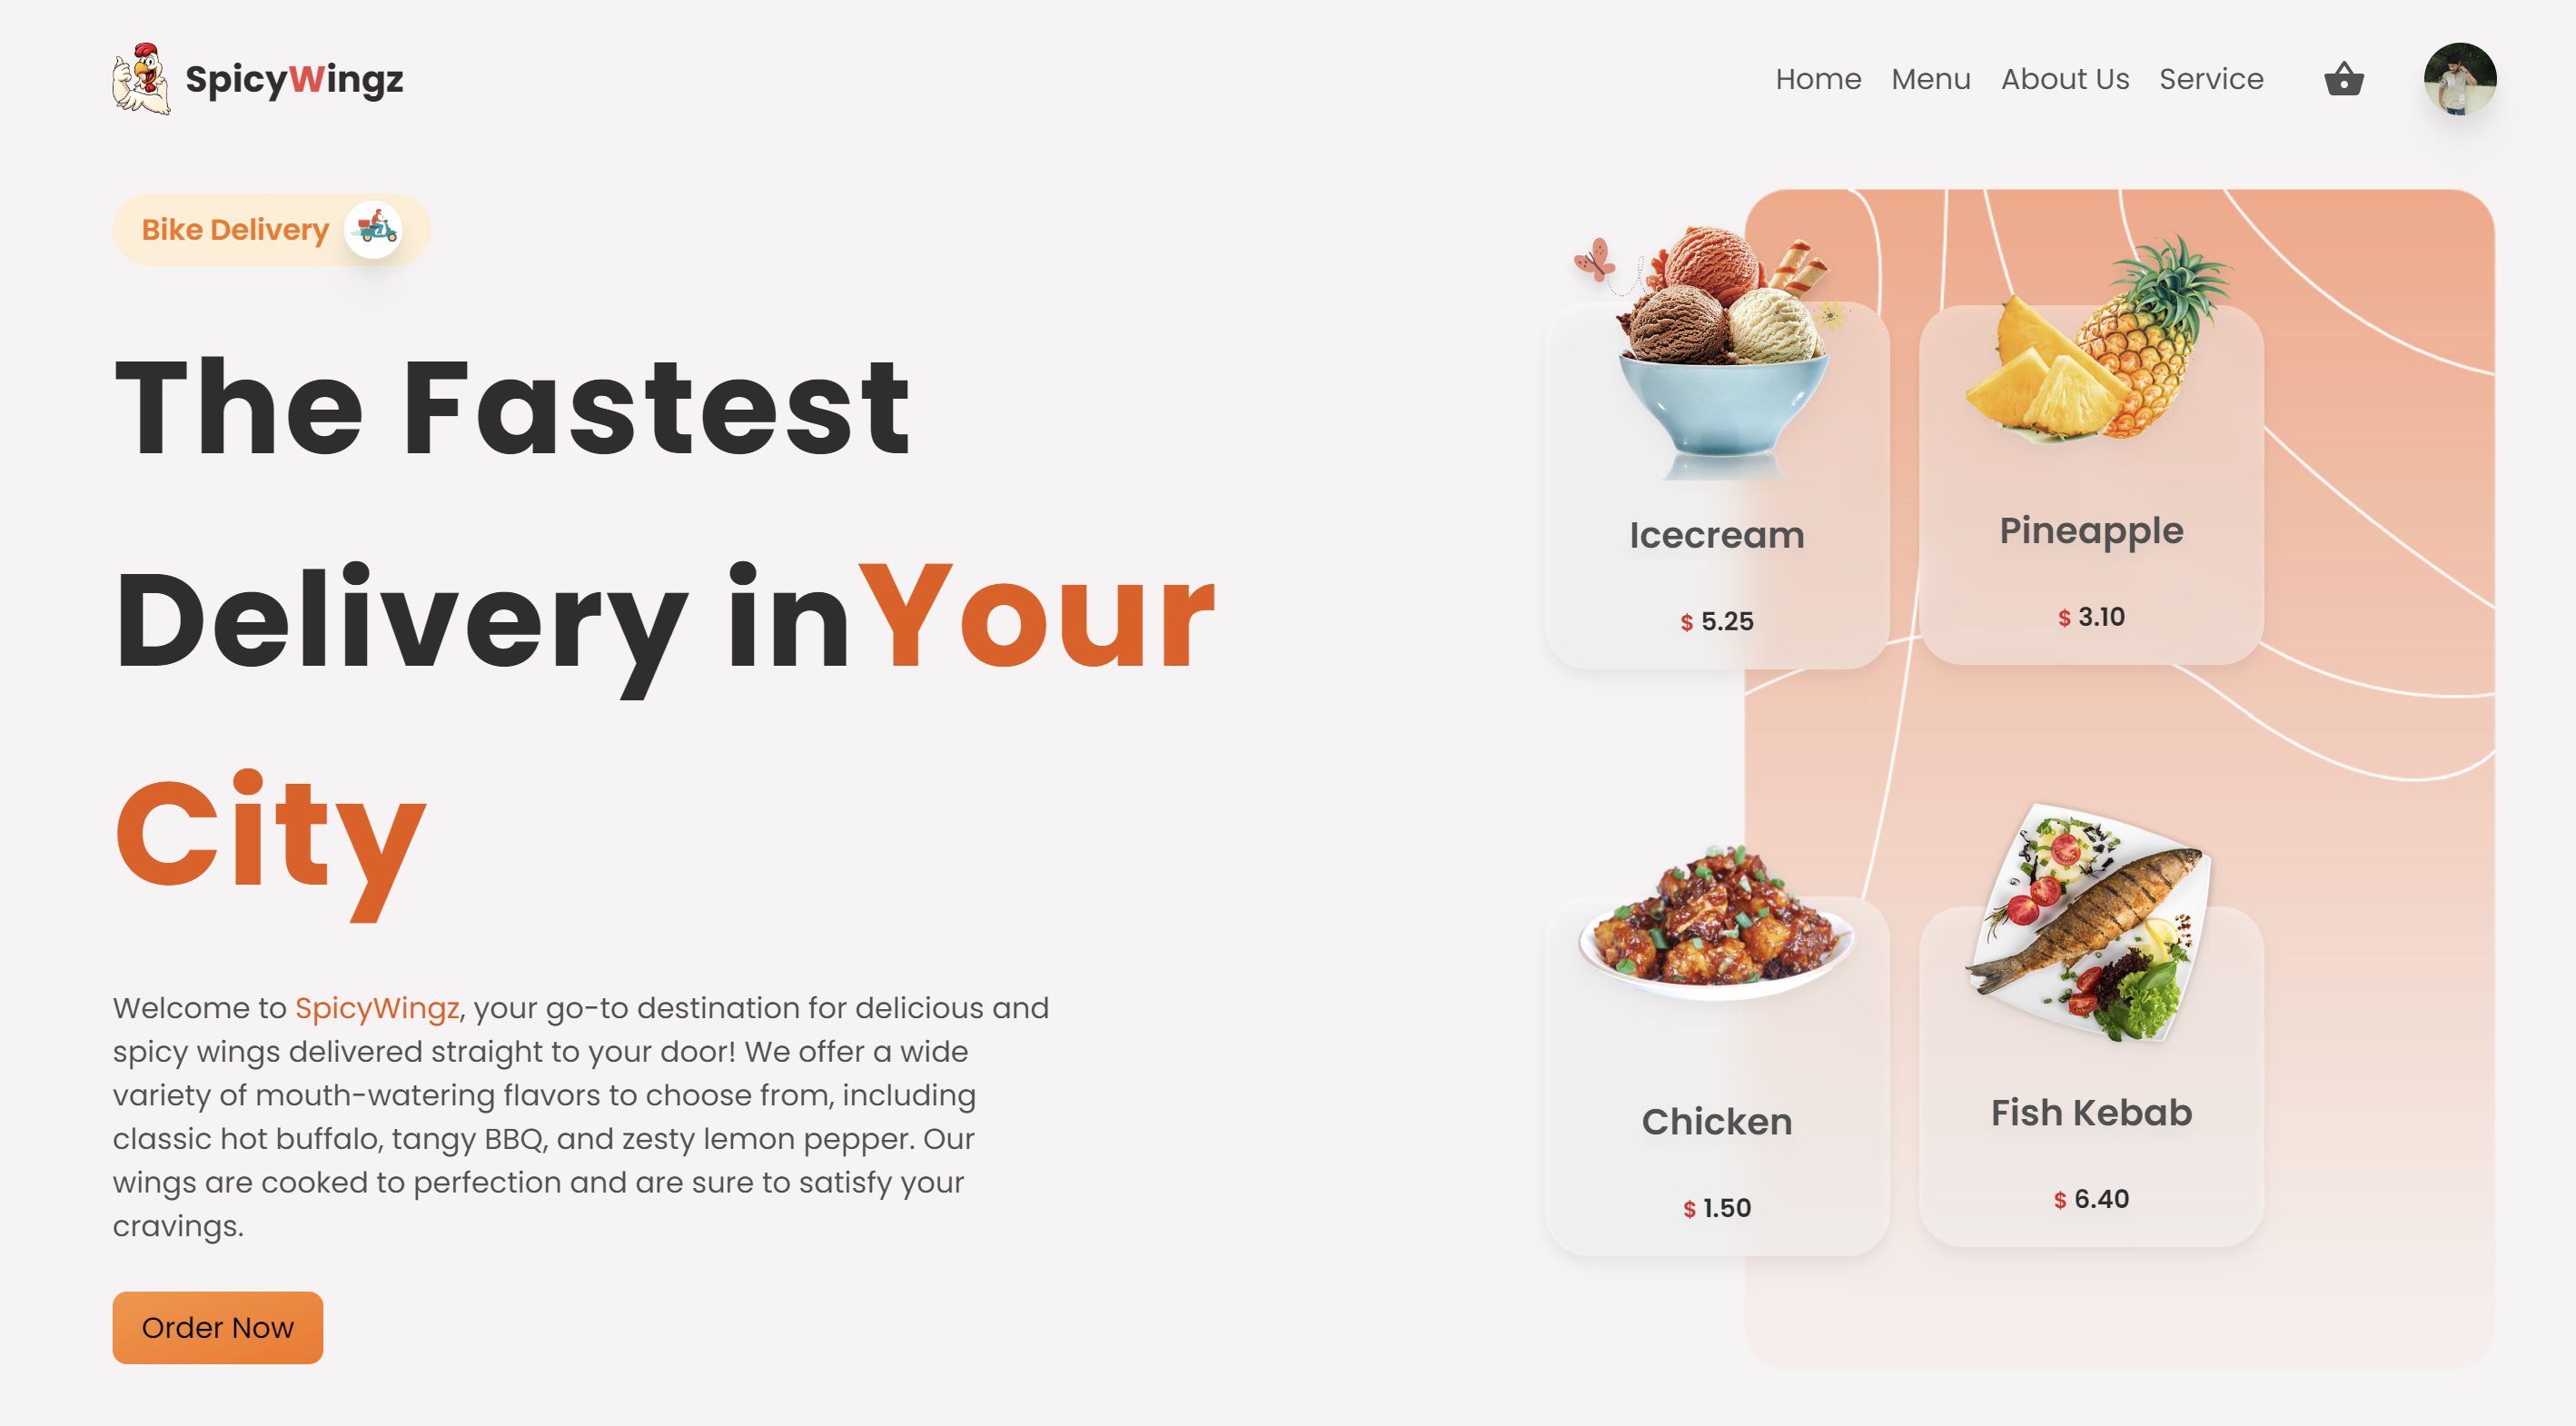 SpicyWingz
Home Menu About Us Service
Bike Delivery
The Fastest
Delivery inYour
City
Welcome to SpicyWingz, your go-to destination for delicious and
spicy wings delivered straight to your door! We offer a wide
variety of mouth-watering flavors to choose from, including
classic hot buffalo, tangy BBQ, and zesty lemon pepper. Our
wings are cooked to perfection and are sure to satisfy your
cravings.
Order Now
Icecream
$ 5.25
Pineapple
$ 3.10
Chicken
$ 1.50
Fish Kebab
$ 6.40